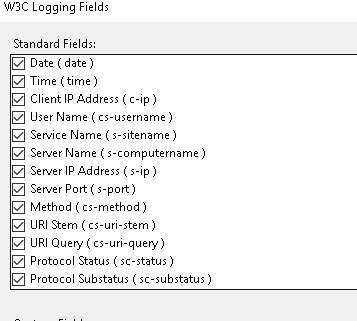 W3C Logging Fields
Standard Fields:
Date ( date )
Time ( time )
Client IP Address ( c-ip )
User Name ( cs-username )
Service Name ( s-sitename )
Server Name ( s-computername )
Server IP Address ( s-ip )
Server Port ( s-port )
Method ( cs-method )
URI Stem ( cs-uri-stem )
URI Query ( cs-uri-query )
Protocol Status ( sc-status )
Protocol Substatus ( sc-substatus )